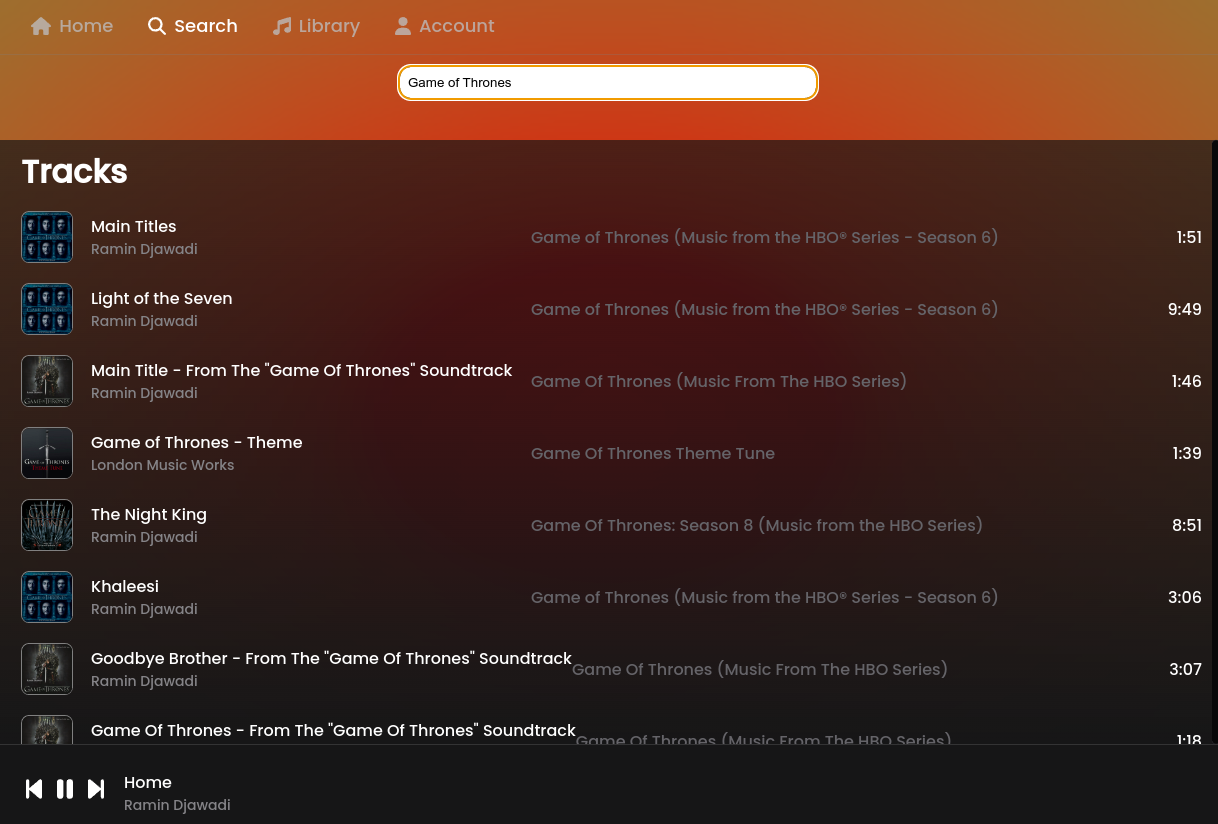 Home Search Library Account
Game of Thrones
Tracks
Main Titles
Ramin Djawadi
Game of Thrones (Music from the HBO® Series - Season 6)
1:51
Light of the Seven
Ramin Djawadi
Game of Thrones (Music from the HBO® Series - Season 6)
9:49
Main Title - From The "Game Of Thrones" Soundtrack
Ramin Djawadi
Game Of Thrones (Music From The HBO Series)
1:46
Game of Thrones - Theme
London Music Works
Game Of Thrones Theme Tune
1:39
The Night King
Ramin Djawadi
Game Of Thrones: Season 8 (Music from the HBO Series)
8:51
Khaleesi
Ramin Djawadi
Game of Thrones (Music from the HBO® Series - Season 6)
3:06
Goodbye Brother - From The "Game Of Thrones" Soundtrack
Ramin Djawadi
Game Of Thrones (Music From The HBO Series)
3:07
Game Of Thrones - From The "Game Of Thrones" Soundtrack
Game Of Thrones (Music From The HBO Series)
1:18
Home
Ramin Djawadi